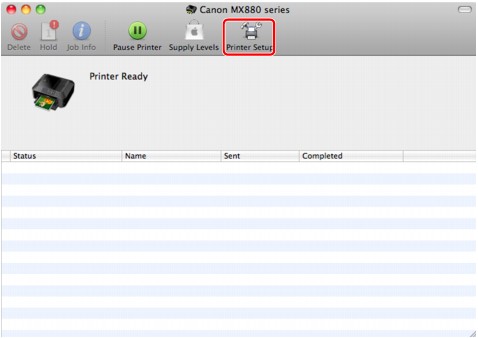 Canon MX880 series
Delete Hold Job Info Pause Printer Supply Levels Printer Setup
Printer Ready
Status Name Sent Completed